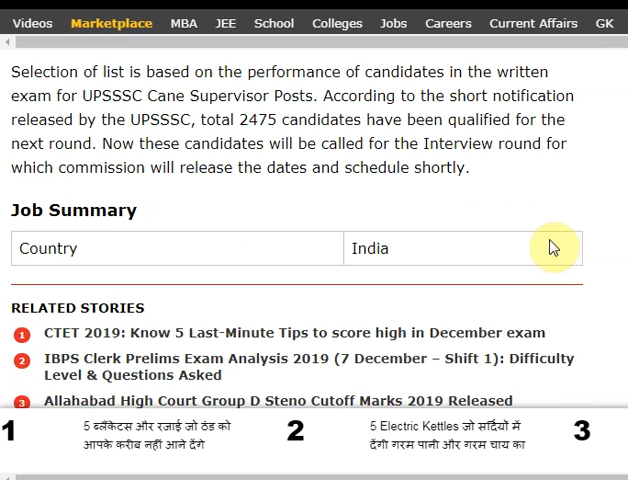 Videos Marketplace MBA JEE School Colleges Jobs Careers Current Affairs GK
Selection of list is based on the performance of candidates in the written
exam for UPSSSC Cane Supervisor Posts. According to the short notification
released by the UPSSSC, total 2475 candidates have been qualified for the
next round. Now these candidates will be called for the Interview round for
which commission will release the dates and schedule shortly.
Job Summary
Country India
RELATED STORIES
1 CTET 2019: Know 5 Last-Minute Tips to score high in December exam
2 IBPS Clerk Prelims Exam Analysis 2019 (7 December – Shift 1): Difficulty
Level & Questions Asked
3 Allahabad High Court Group D Steno Cutoff Marks 2019 Released
1 5 ब्लैंकेटस और रजाई जो ठंड को 2 5 Electric Kettles जो सर्दियों में 3
आपके करीब नहीं आने देंगे देंगी गरम पानी और गरम चाय का